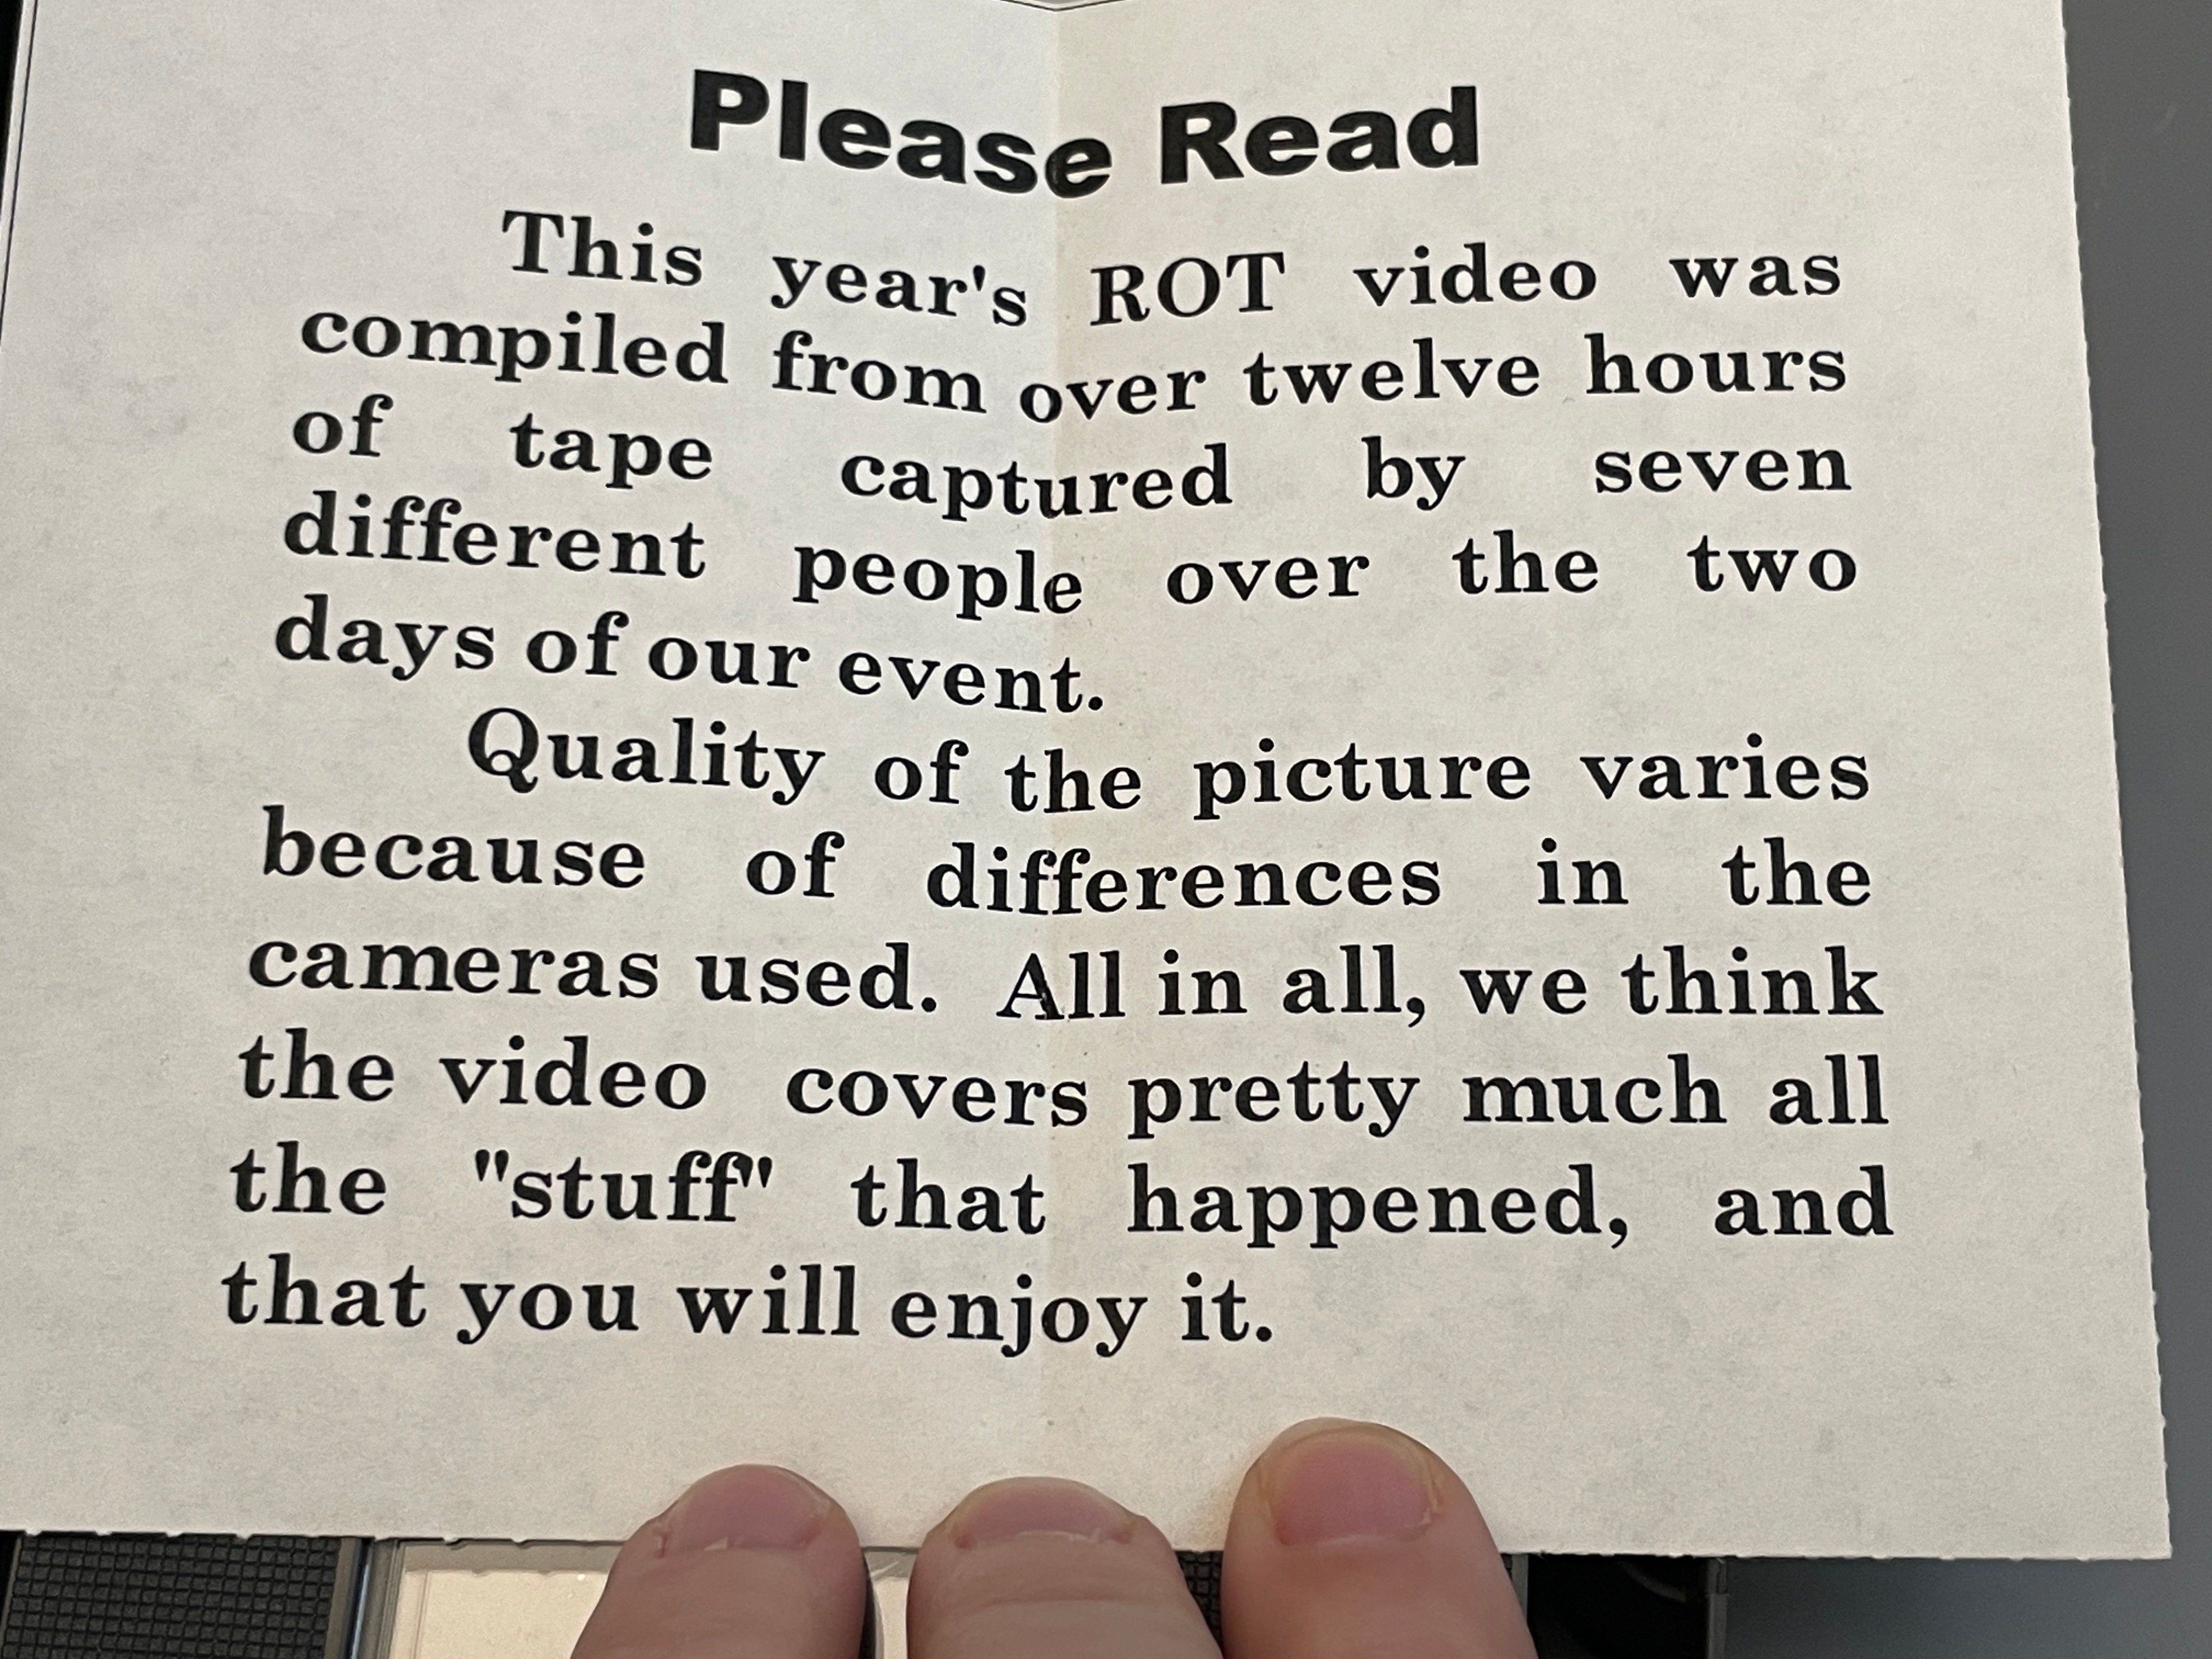 Please Read
This year's ROT video was
compiled from over twelve hours
of tape captured by seven
different people over the two
days of our event.
Quality of the picture varies
because of differences in the
cameras used. All in all, we think
the video covers pretty much all
the "stuff" that happened, and
that you will enjoy it.